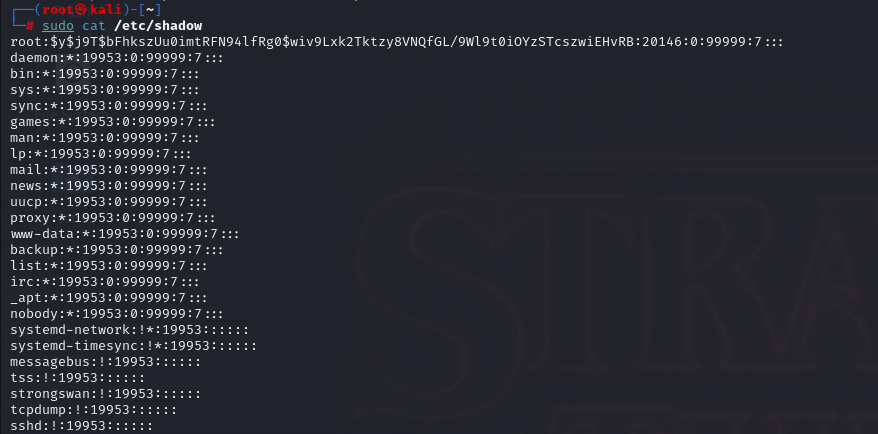 ┌──(root㉿kali)-[~]
└─# sudo cat /etc/shadow
root:$y$j9T$bFhkszUu0imtRFN94lfRg0$wiv9Lxk2Tktzy8VNQfGL/9Wl9t0iOYzSTcszwiEHvRB:20146:0:99999:7:::
daemon:*:19953:0:99999:7:::
bin:*:19953:0:99999:7:::
sys:*:19953:0:99999:7:::
sync:*:19953:0:99999:7:::
games:*:19953:0:99999:7:::
man:*:19953:0:99999:7:::
lp:*:19953:0:99999:7:::
mail:*:19953:0:99999:7:::
news:*:19953:0:99999:7:::
uucp:*:19953:0:99999:7:::
proxy:*:19953:0:99999:7:::
www-data:*:19953:0:99999:7:::
backup:*:19953:0:99999:7:::
list:*:19953:0:99999:7:::
irc:*:19953:0:99999:7:::
_apt:*:19953:0:99999:7:::
nobody:*:19953:0:99999:7:::
systemd-network:!*:19953::::::
systemd-timesync:!*:19953::::::
messagebus:!:19953::::::
tss:!:19953::::::
strongswan:!:19953::::::
tcpdump:!:19953::::::
sshd:!:19953::::::
STRA